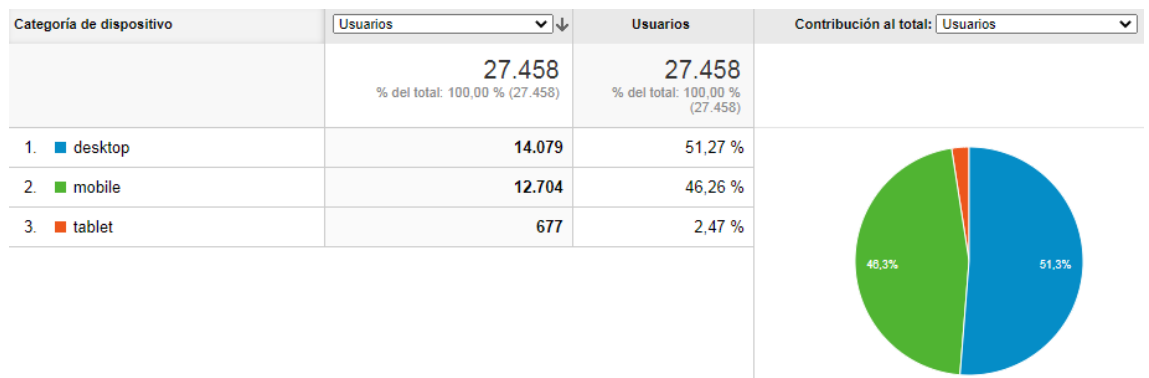 Categoría de dispositivo Usuarios Usuarios Contribución al total: Usuarios
27.458 27.458
% del total: 100,00 % (27.458) % del total: 100,00 %
(27.458)
1. desktop 14.079 51,27 %
2. mobile 12.704 46,26 %
3. tablet 677 2,47 %
46,3% 51,3%